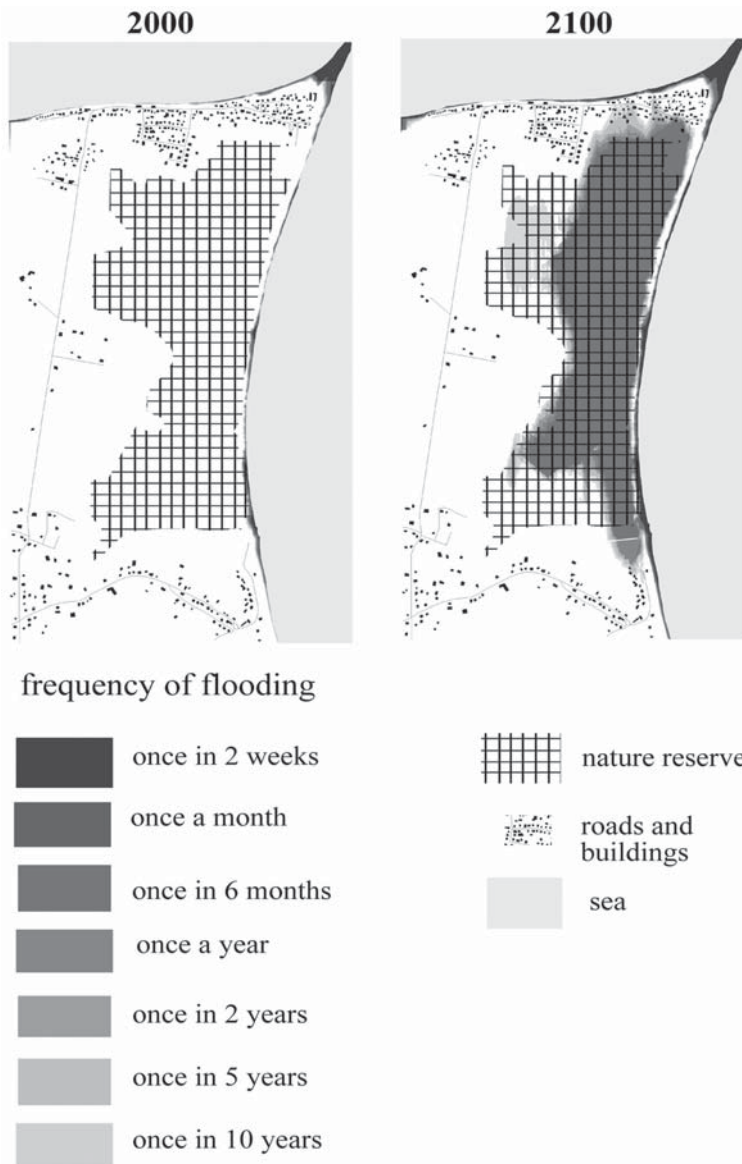 2000
2100
frequency of flooding
once in 2 weeks
once a month
once in 6 months
once a year
once in 2 years
once in 5 years
once in 10 years
nature reserve
roads and
buildings
sea